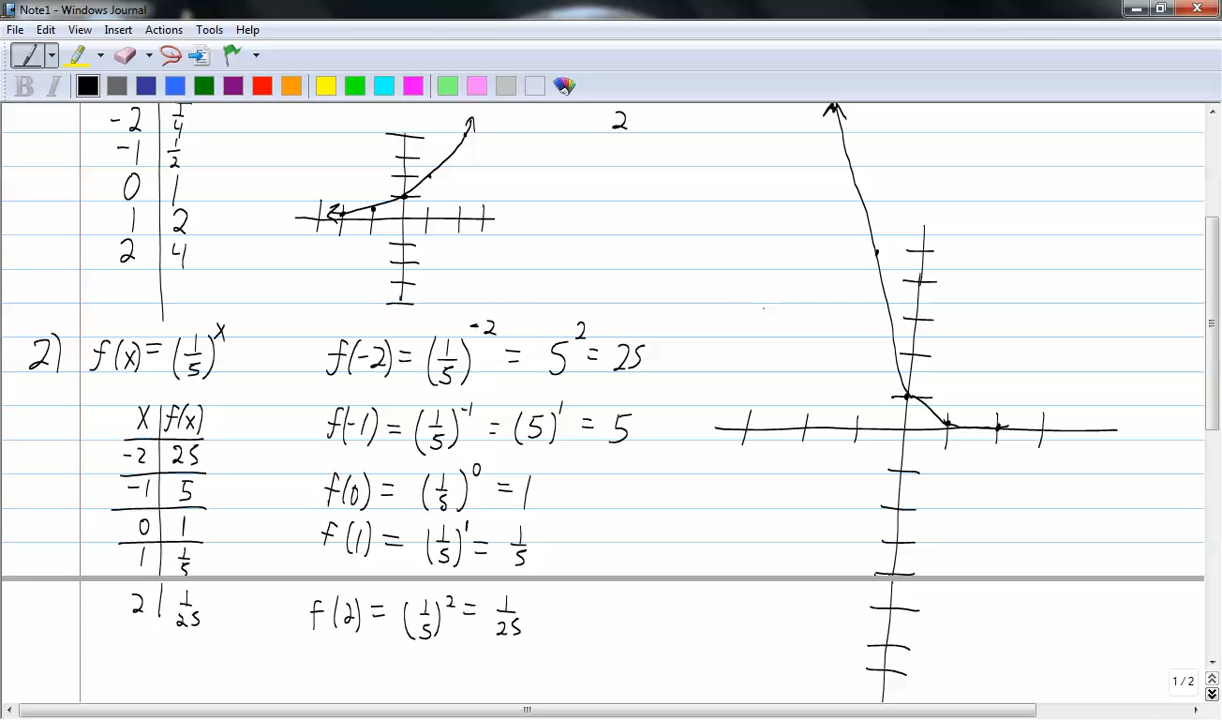 Note1 - Windows Journal
File Edit View Insert Actions Tools Help
B I
-2 | 1/4
-1 | 1/2
0 | 1
1 | 2
2 | 4
2
2) f(x) = (1/5)^x
x | f(x)
-2 | 25
-1 | 5
0 | 1
1 | 1/5
2 | 1/25
f(-2) = (1/5)^-2 = 5^2 = 25
f(-1) = (1/5)^-1 = (5)^1 = 5
f(0) = (1/5)^0 = 1
f(1) = (1/5)^1 = 1/5
f(2) = (1/5)^2 = 1/25
1 / 2